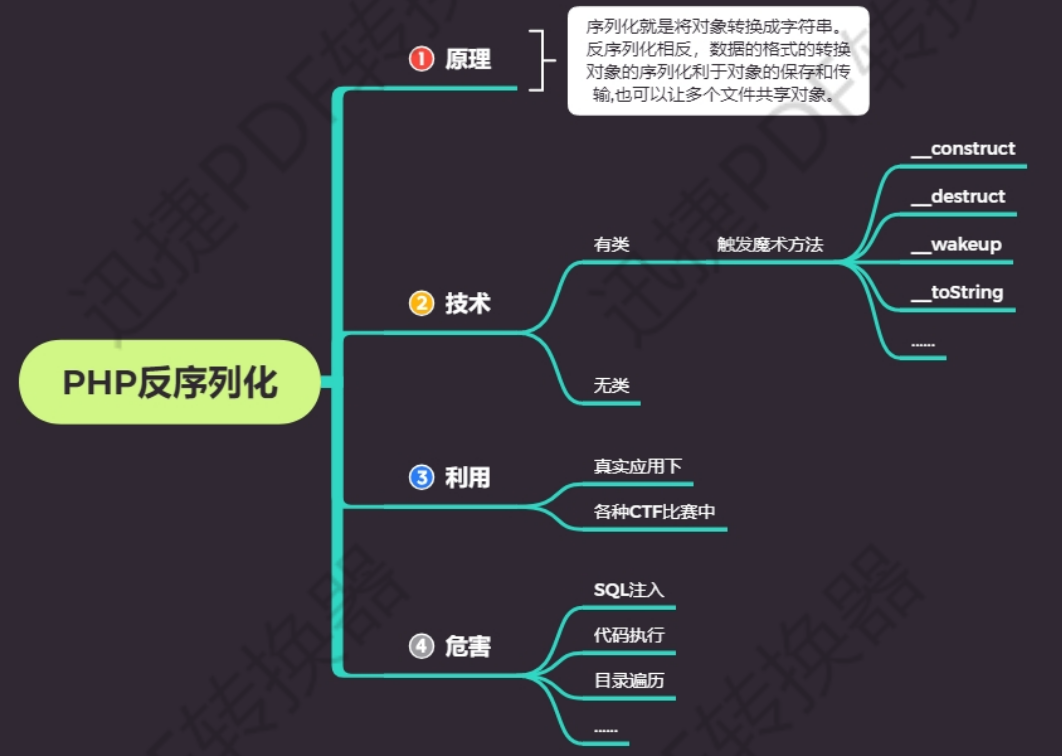 序列化就是将对象转换成字符串。
反序列化相反，数据的格式的转换
对象的序列化利于对象的保存和传
输,也可以让多个文件共享对象。
1 原理
__construct
__destruct
有类
触发魔术方法
__wakeup
__toString
2 技术
......
PHP反序列化
无类
真实应用下
3 利用
各种CTF比赛中
SQL注入
代码执行
4 危害
目录遍历
......
迅捷PDF转换器
迅捷PDF转换器
PDF转换器
PDF转换器